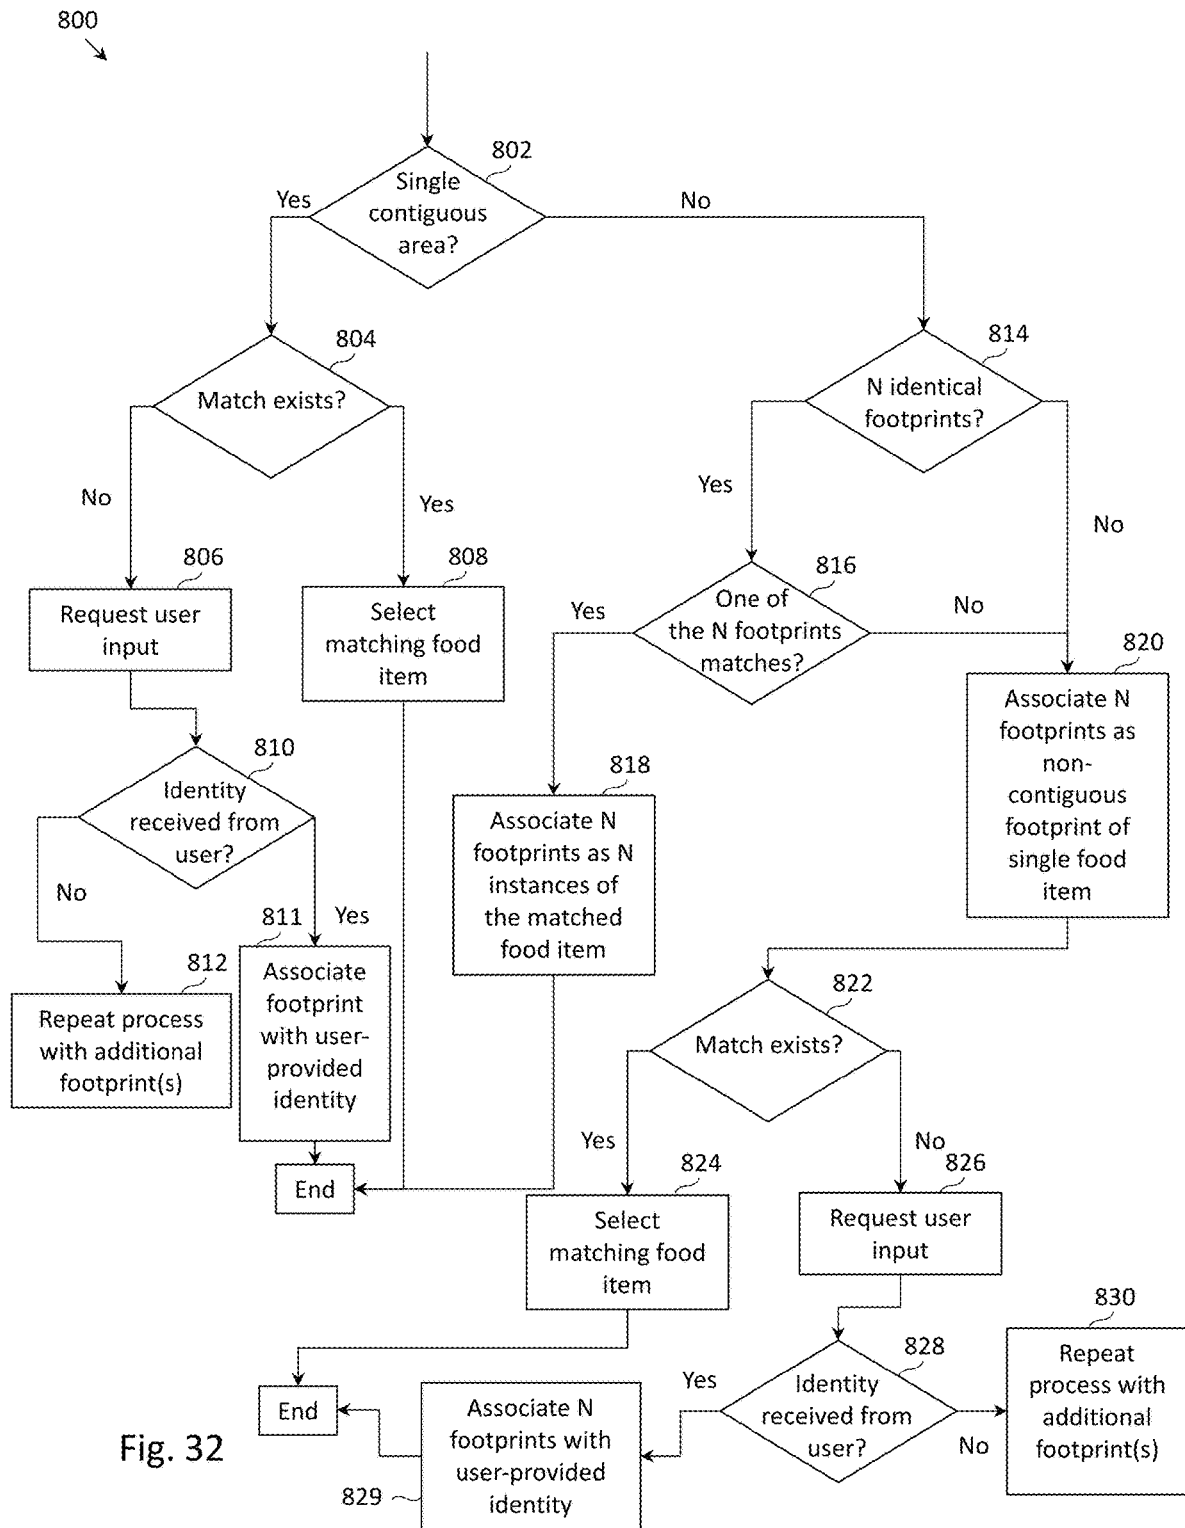 800
802
Single
contiguous
area?
Yes
No
804
Match exists?
814
N identical
footprints?
No
Yes
Yes
No
806
Request user
input
808
Select
matching food
item
816
One of
the N footprints
matches?
Yes
No
820
Associate N
footprints as
non-
contiguous
footprint of
single food
item
810
Identity
received from
user?
No
Yes
818
Associate N
footprints as N
instances of
the matched
food item
811
Associate
footprint
with user-
provided
identity
812
Repeat process
with additional
footprint(s)
822
Match exists?
Yes
No
End
824
Select
matching food
item
826
Request user
input
828
Identity
received from
user?
Yes
No
830
Repeat
process with
additional
footprint(s)
End
829
Associate N
footprints with
user-provided
identity
Fig. 32